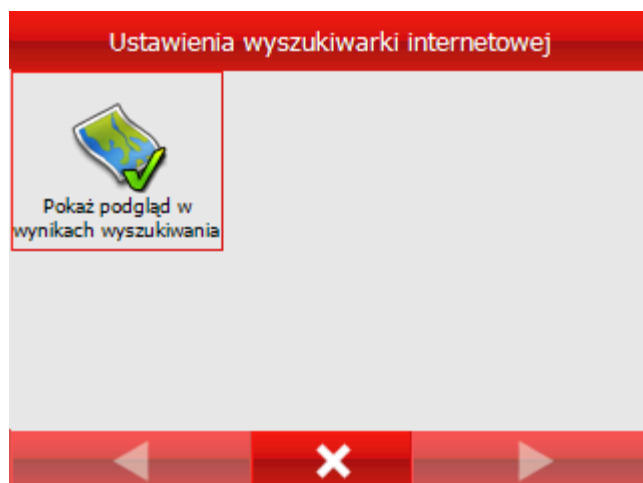 Ustawienia wyszukiwarki internetowej
Pokaż podgląd w
wynikach wyszukiwania